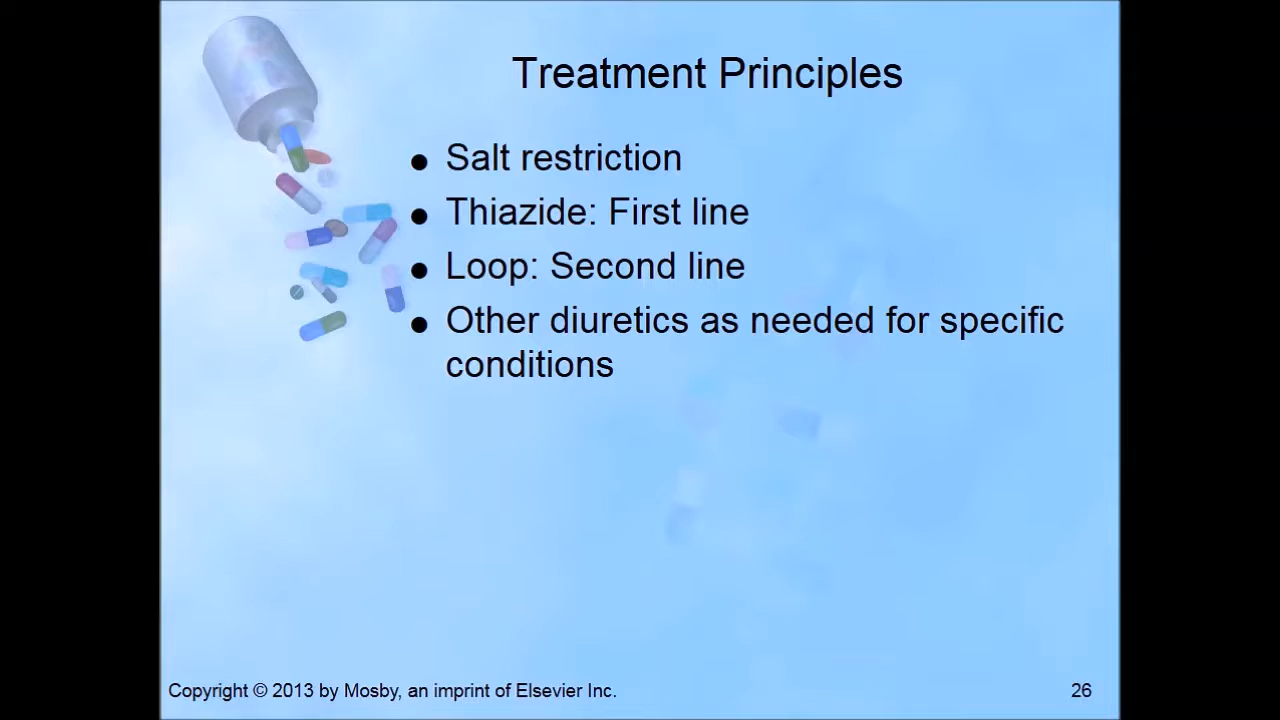 Treatment Principles
● Salt restriction
● Thiazide: First line
● Loop: Second line
● Other diuretics as needed for specific
conditions
Copyright © 2013 by Mosby, an imprint of Elsevier Inc.
26